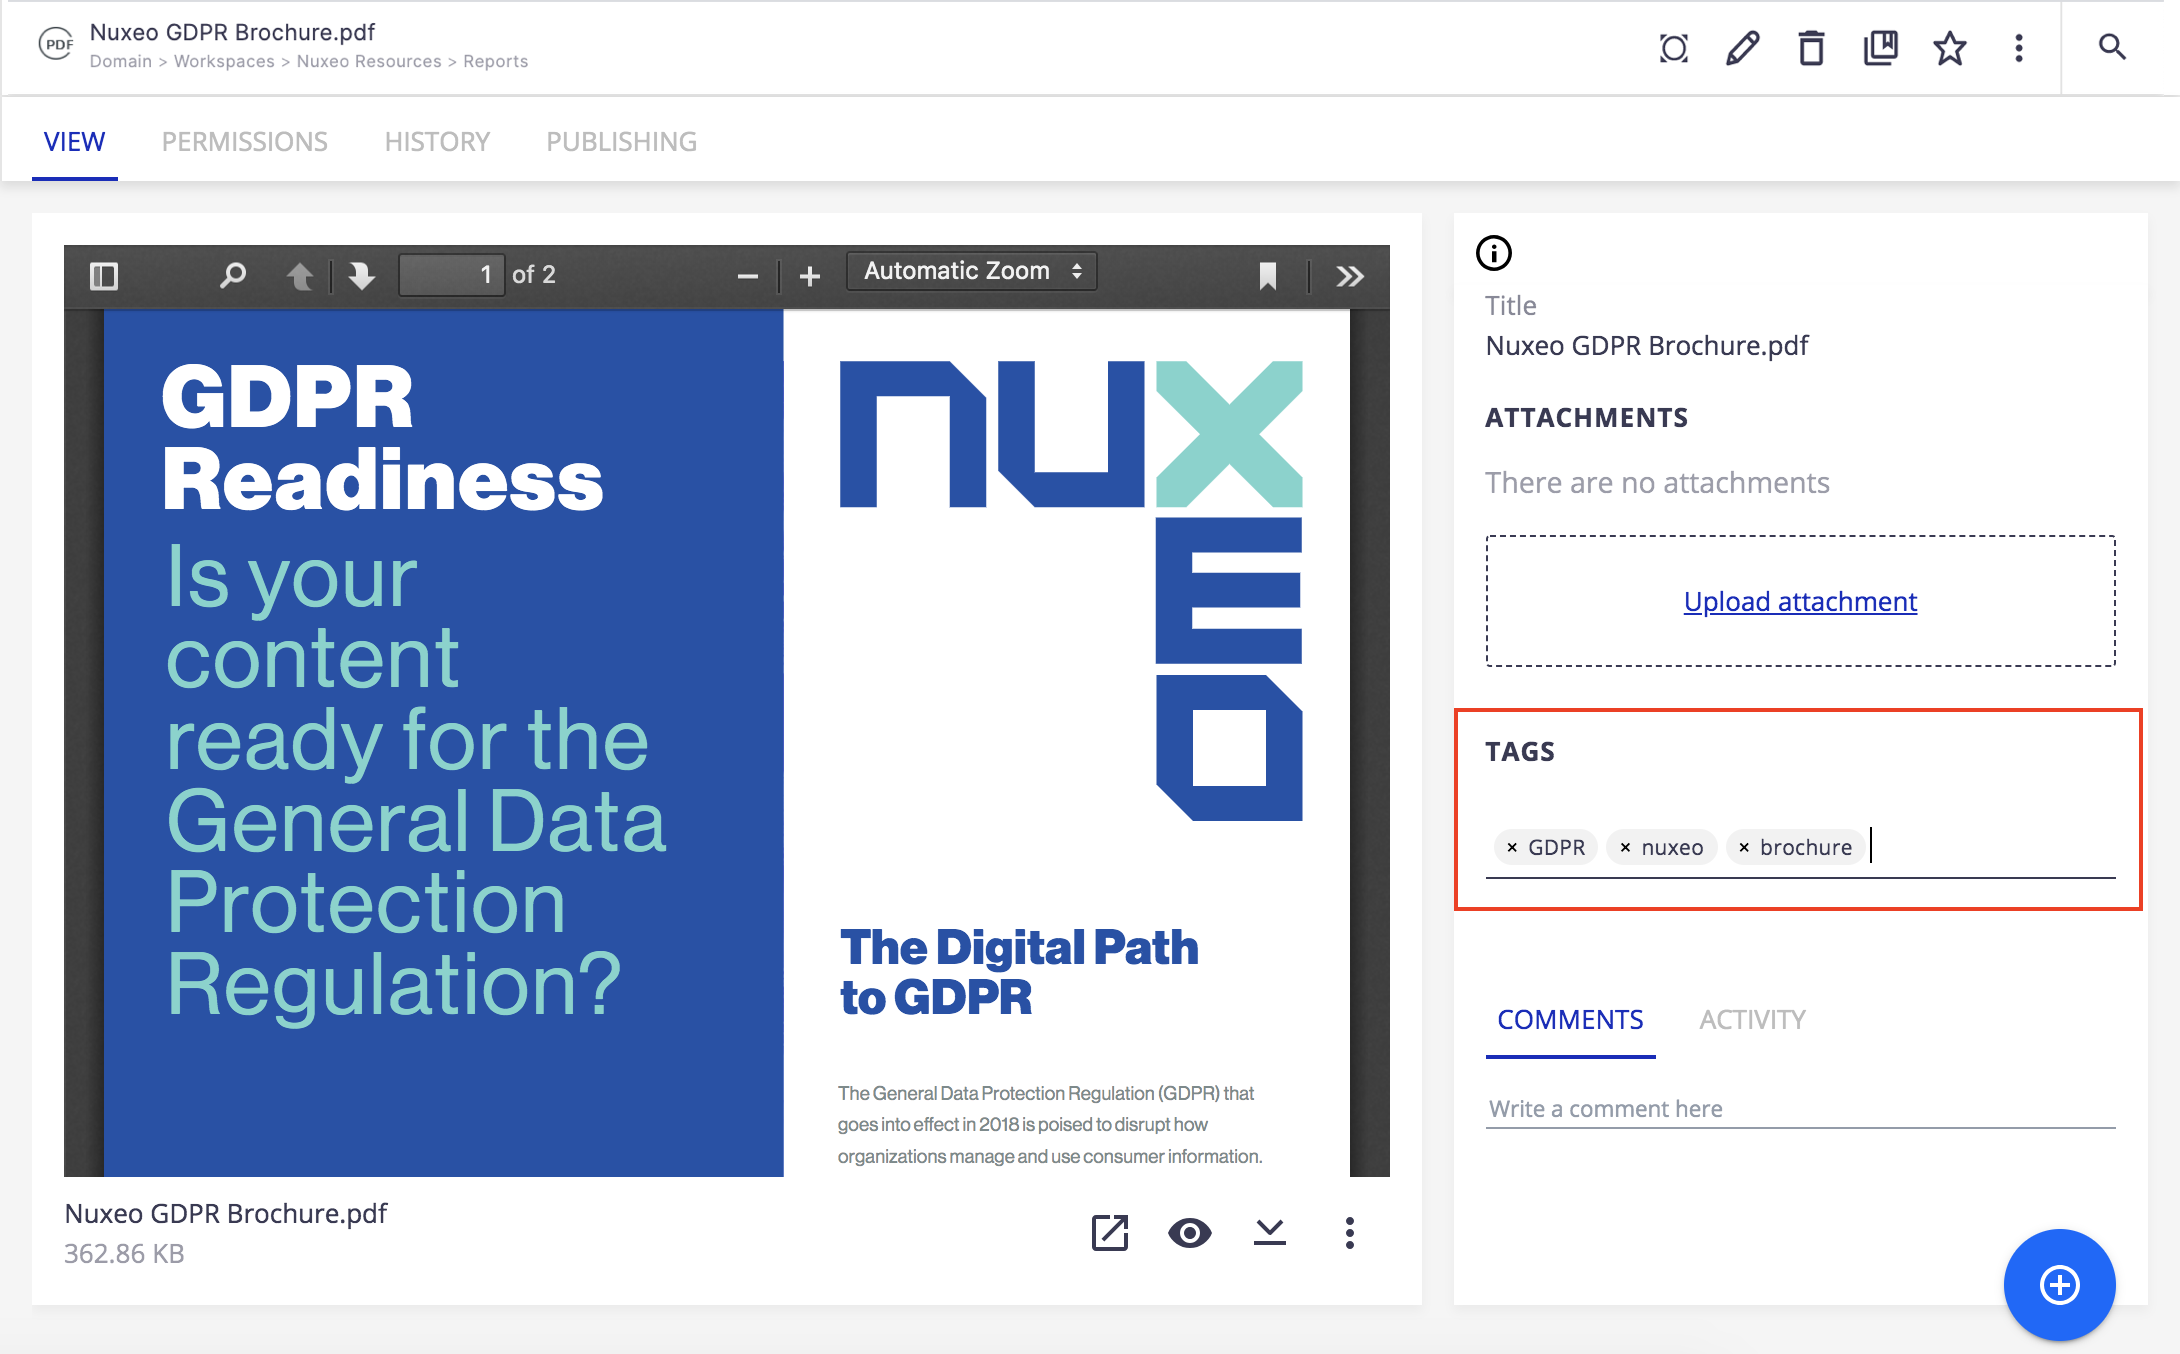 PDF
Nuxeo GDPR Brochure.pdf
Domain > Workspaces > Nuxeo Resources > Reports
VIEW PERMISSIONS HISTORY PUBLISHING
1 of 2 Automatic Zoom
GDPR
Readiness
Is your
content
ready for the
General Data
Protection
Regulation?
nuxeo
The Digital Path
to GDPR
The General Data Protection Regulation (GDPR) that
goes into effect in 2018 is poised to disrupt how
organizations manage and use consumer information.
Nuxeo GDPR Brochure.pdf
362.86 KB
Title
Nuxeo GDPR Brochure.pdf
ATTACHMENTS
There are no attachments
Upload attachment
TAGS
× GDPR × nuxeo × brochure
COMMENTS ACTIVITY
Write a comment here